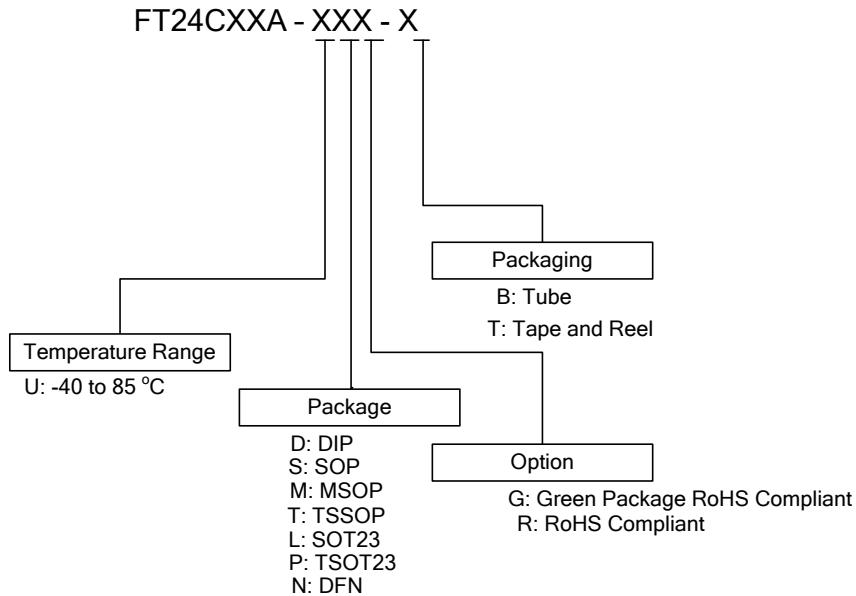 FT24CXXA - XXX - X
Packaging
B: Tube
T: Tape and Reel
Temperature Range
U: -40 to 85 °C
Package
D: DIP
S: SOP
M: MSOP
T: TSSOP
L: SOT23
P: TSOT23
N: DFN
Option
G: Green Package RoHS Compliant
R: RoHS Compliant